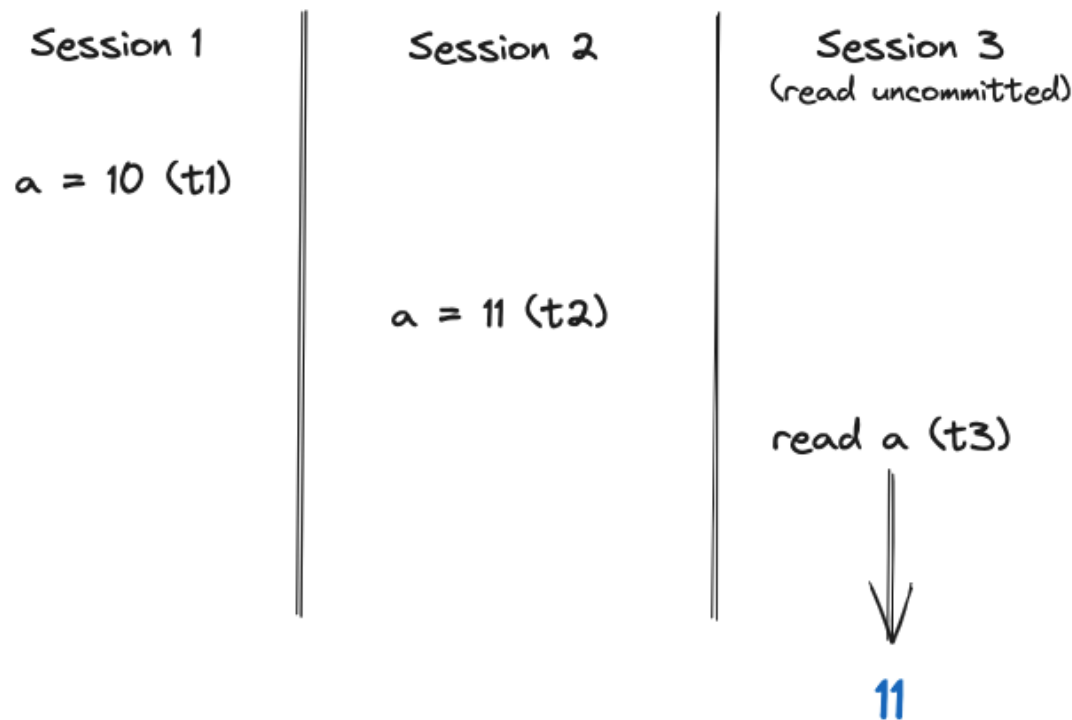 Session 1
Session 2
Session 3
(read uncommitted)
a = 10 (t1)
a = 11 (t2)
read a (t3)
11